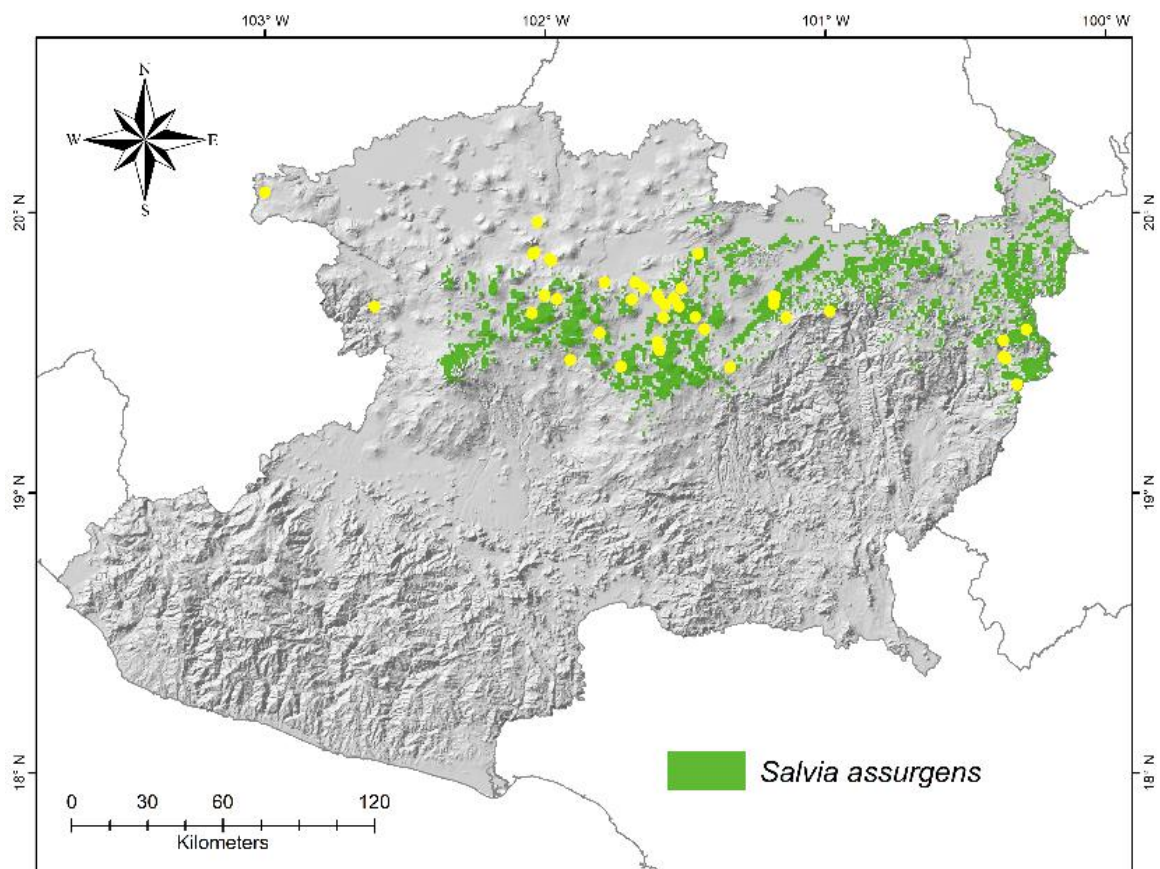 103° W 102° W 101° W 100° W
N
W E
S
20° N 20° N
19° N 19° N
18° N 18° N
Salvia assurgens
0 30 60 120
Kilometers